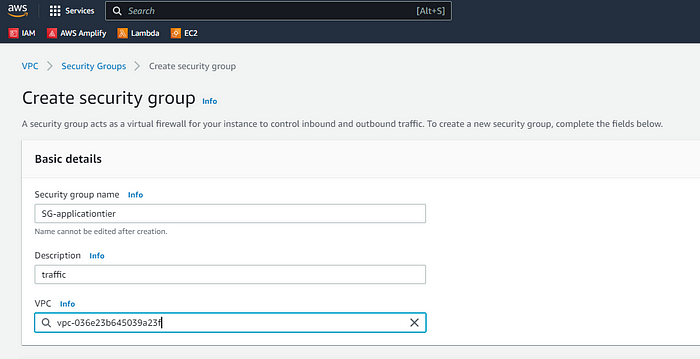 aws Services Search [Alt+S]
IAM AWS Amplify Lambda EC2
VPC > Security Groups > Create security group
Create security group Info
A security group acts as a virtual firewall for your instance to control inbound and outbound traffic. To create a new security group, complete the fields below.
Basic details
Security group name Info
SG-applicationtier
Name cannot be edited after creation.
Description Info
traffic
VPC Info
vpc-036e23b645039a23f